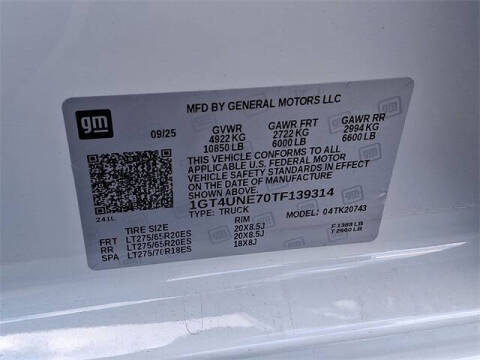 gm
MFD BY GENERAL MOTORS LLC
09/25 GVWR GAWR FRT GAWR RR
4922 KG 2722 KG 2994 KG
10850 LB 6000 LB 6600 LB
THIS VEHICLE CONFORMS TO ALL
APPLICABLE U.S. FEDERAL MOTOR
VEHICLE SAFETY STANDARDS IN EFFECT
ON THE DATE OF MANUFACTURE SHOWN ABOVE.
1GT4UNE70TF139314
TYPE: TRUCK MODEL: 04TK20743
TIRE SIZE RIM
FRT LT275/65R20ES 20X8.5J
RR LT275/65R20ES 20X8.5J
SPA LT275/70R18ES 18X8J